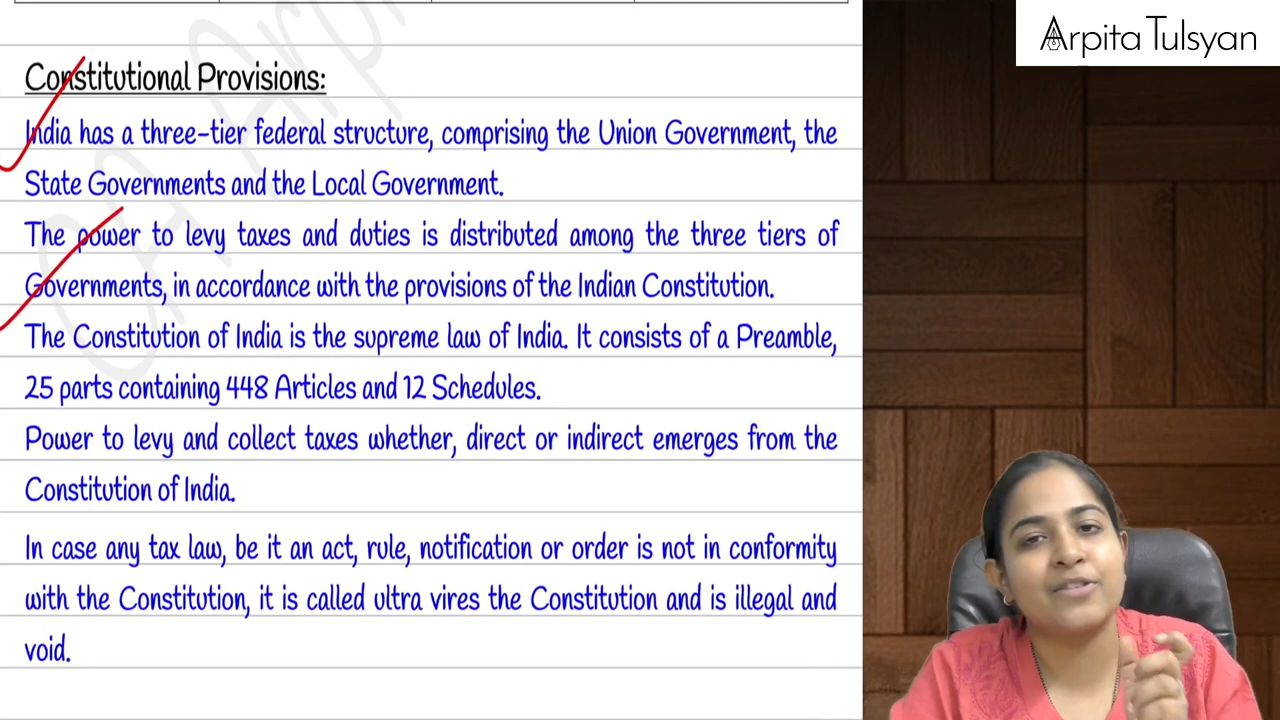 Arpita Tulsyan
Constitutional Provisions:
India has a three-tier federal structure, comprising the Union Government, the
State Governments and the Local Government.
The power to levy taxes and duties is distributed among the three tiers of
Governments, in accordance with the provisions of the Indian Constitution.
The Constitution of India is the supreme law of India. It consists of a Preamble,
25 parts containing 448 Articles and 12 Schedules.
Power to levy and collect taxes whether, direct or indirect emerges from the
Constitution of India.
In case any tax law, be it an act, rule, notification or order is not in conformity
with the Constitution, it is called ultra vires the Constitution and is illegal and
void.
CA Arp